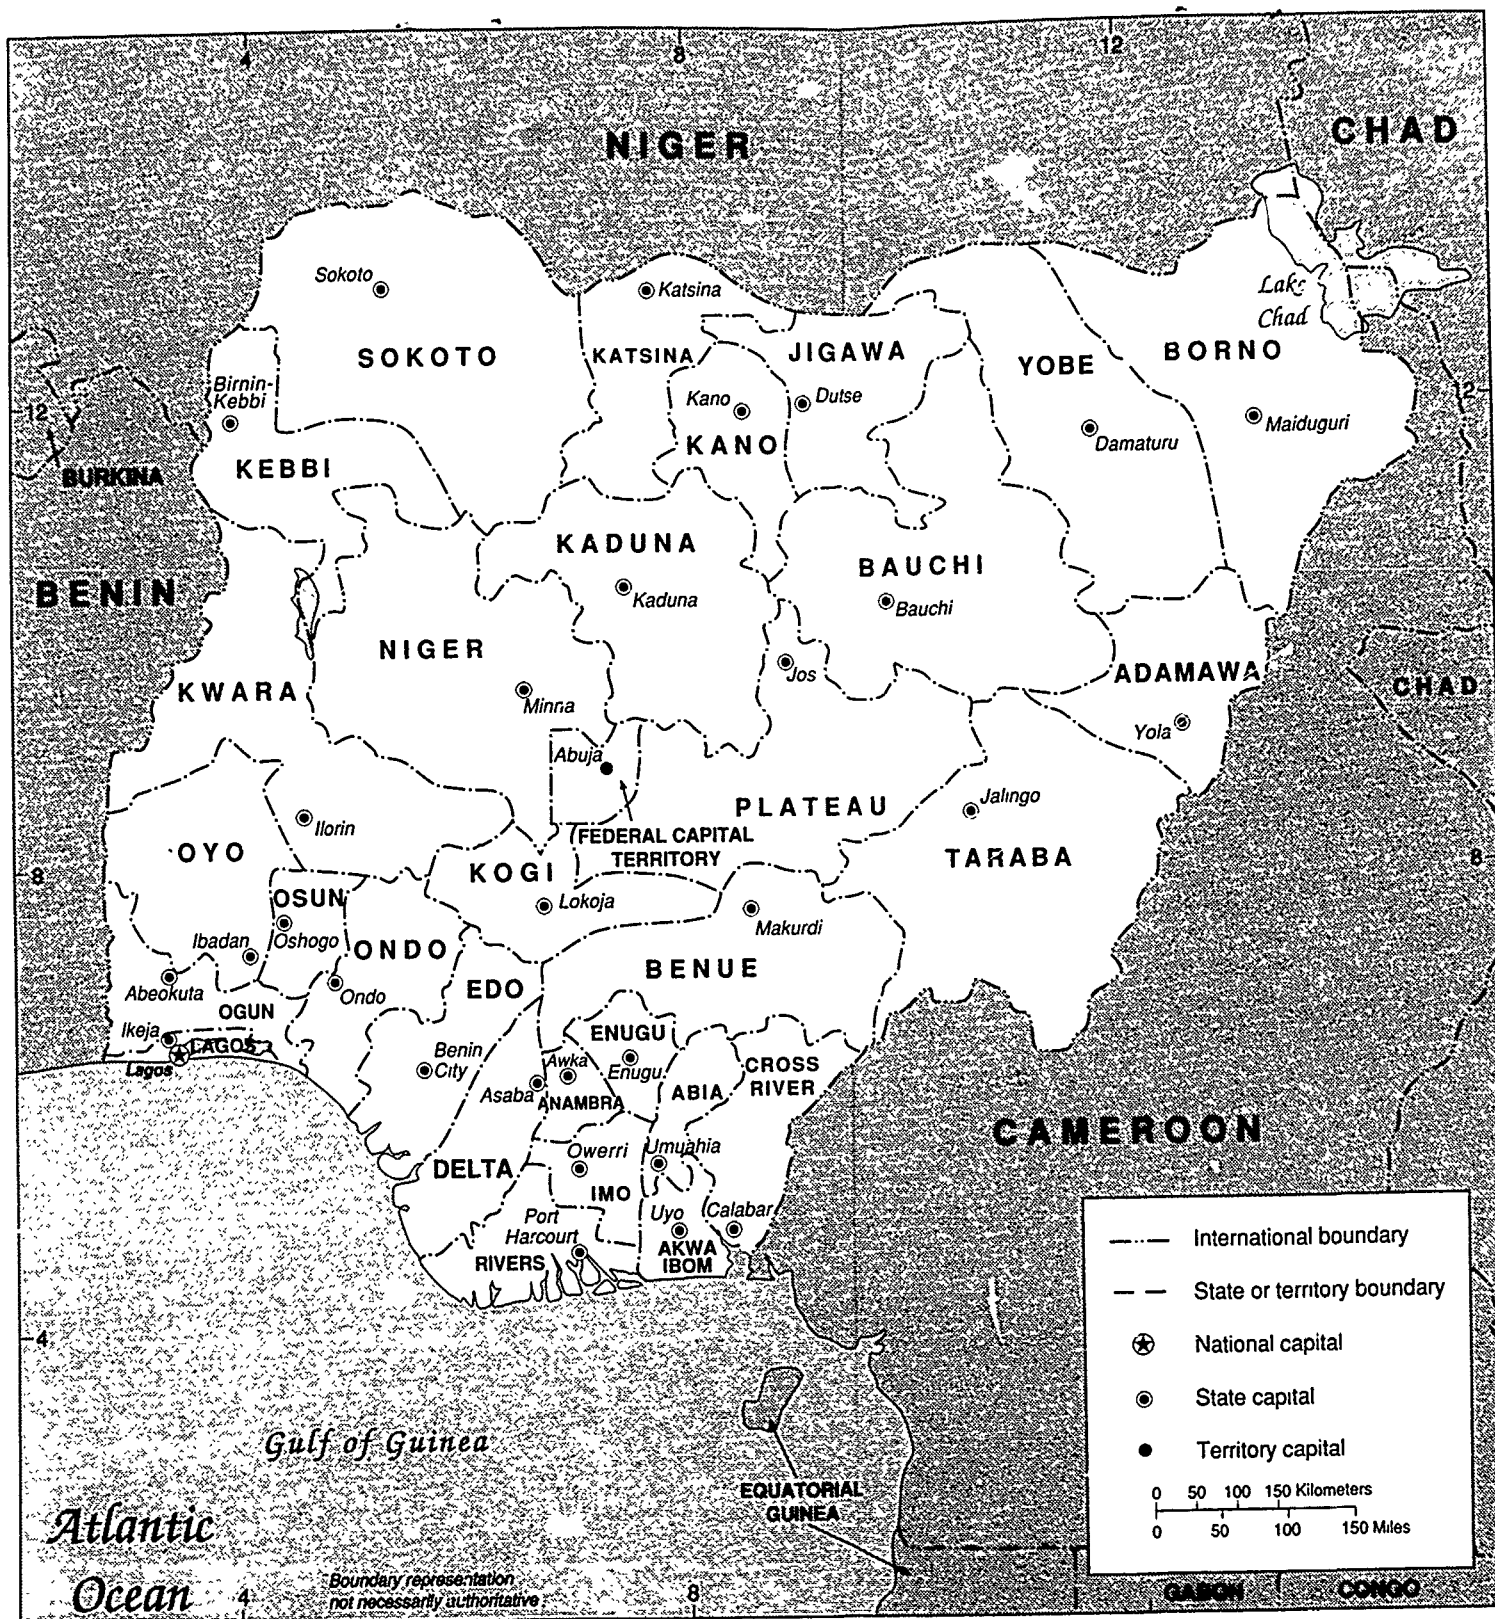 4
8
12
NIGER
CHAD
Sokoto
Katsina
Lake
Chad
SOKOTO
KATSINA
JIGAWA
YOBE
BORNO
Birnin-
Kebbi
Kano
Dutse
12
12
Maiduguri
Damaturu
KANO
KEBBI
BURKINA
KADUNA
BAUCHI
BENIN
Kaduna
Bauchi
NIGER
Jos
ADAMAWA
KWARA
CHAD
Minna
Yola
Abuja
Jalingo
PLATEAU
Ilorin
FEDERAL CAPITAL
TERRITORY
OYO
TARABA
8
8
KOGI
OSUN
Lokoja
Makurdi
Ibadan
Oshogo
ONDO
BENUE
Abeokuta
Ondo
EDO
OGUN
Ikeja
LAGOS
Lagos
ENUGU
Benin
City
Awka
Enugu
CROSS
RIVER
Asaba
ANAMBRA
ABIA
CAMEROON
Owerri
Umuahia
DELTA
IMO
Port
Harcourt
Uyo
Calabar
RIVERS
AKWA
IBOM
International boundary
State or territory boundary
National capital
State capital
Territory capital
0 50 100 150 Kilometers
0 50 100 150 Miles
4
Gulf of Guinea
EQUATORIAL
GUINEA
Atlantic
Ocean
Boundary representation
not necessarily authoritative
4
8
GABON
CONGO